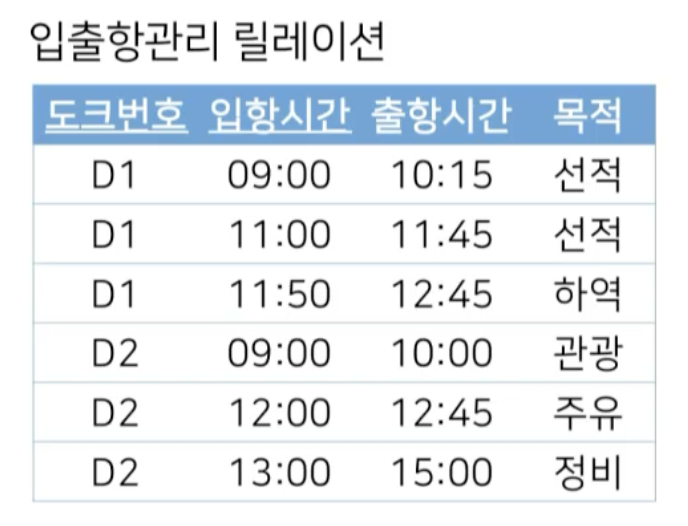 입출항관리 릴레이션
도크번호 입항시간 출항시간 목적
D1 09:00 10:15 선적
D1 11:00 11:45 선적
D1 11:50 12:45 하역
D2 09:00 10:00 관광
D2 12:00 12:45 주유
D2 13:00 15:00 정비